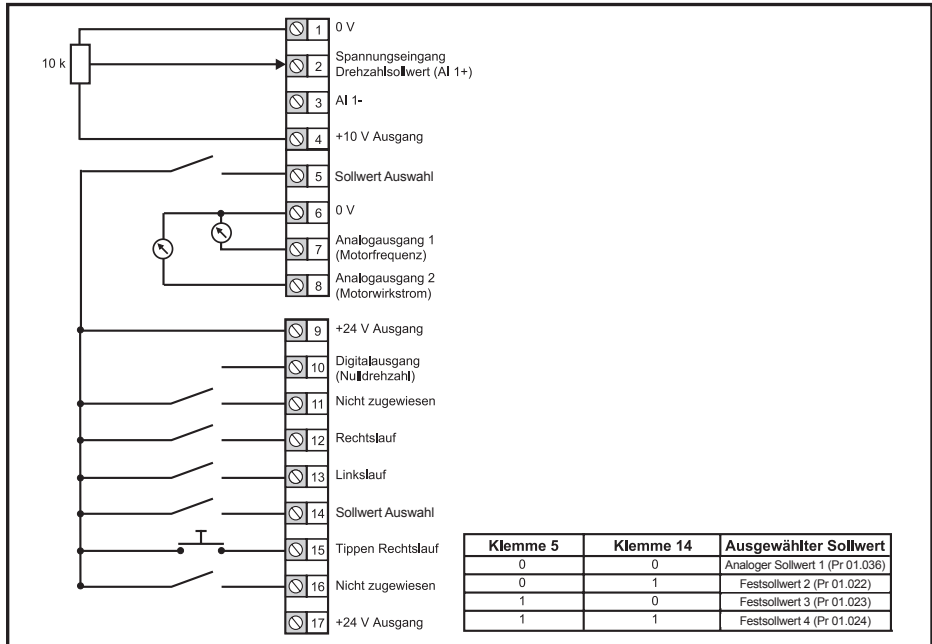 1 0 V
10 k
2 Spannungseingang
Drehzahlsollwert (AI 1+)
3 AI 1-
4 +10 V Ausgang
5 Sollwert Auswahl
6 0 V
7 Analogausgang 1
(Motorfrequenz)
8 Analogausgang 2
(Motorwirkstrom)
9 +24 V Ausgang
10 Digitalausgang
(Nulldrehzahl)
11 Nicht zugewiesen
12 Rechtslauf
13 Linkslauf
14 Sollwert Auswahl
15 Tippen Rechtslauf
16 Nicht zugewiesen
17 +24 V Ausgang
Klemme 5 Klemme 14 Ausgewählter Sollwert
0 0 Analoger Sollwert 1 (Pr 01.036)
0 1 Festsollwert 2 (Pr 01.022)
1 0 Festsollwert 3 (Pr 01.023)
1 1 Festsollwert 4 (Pr 01.024)